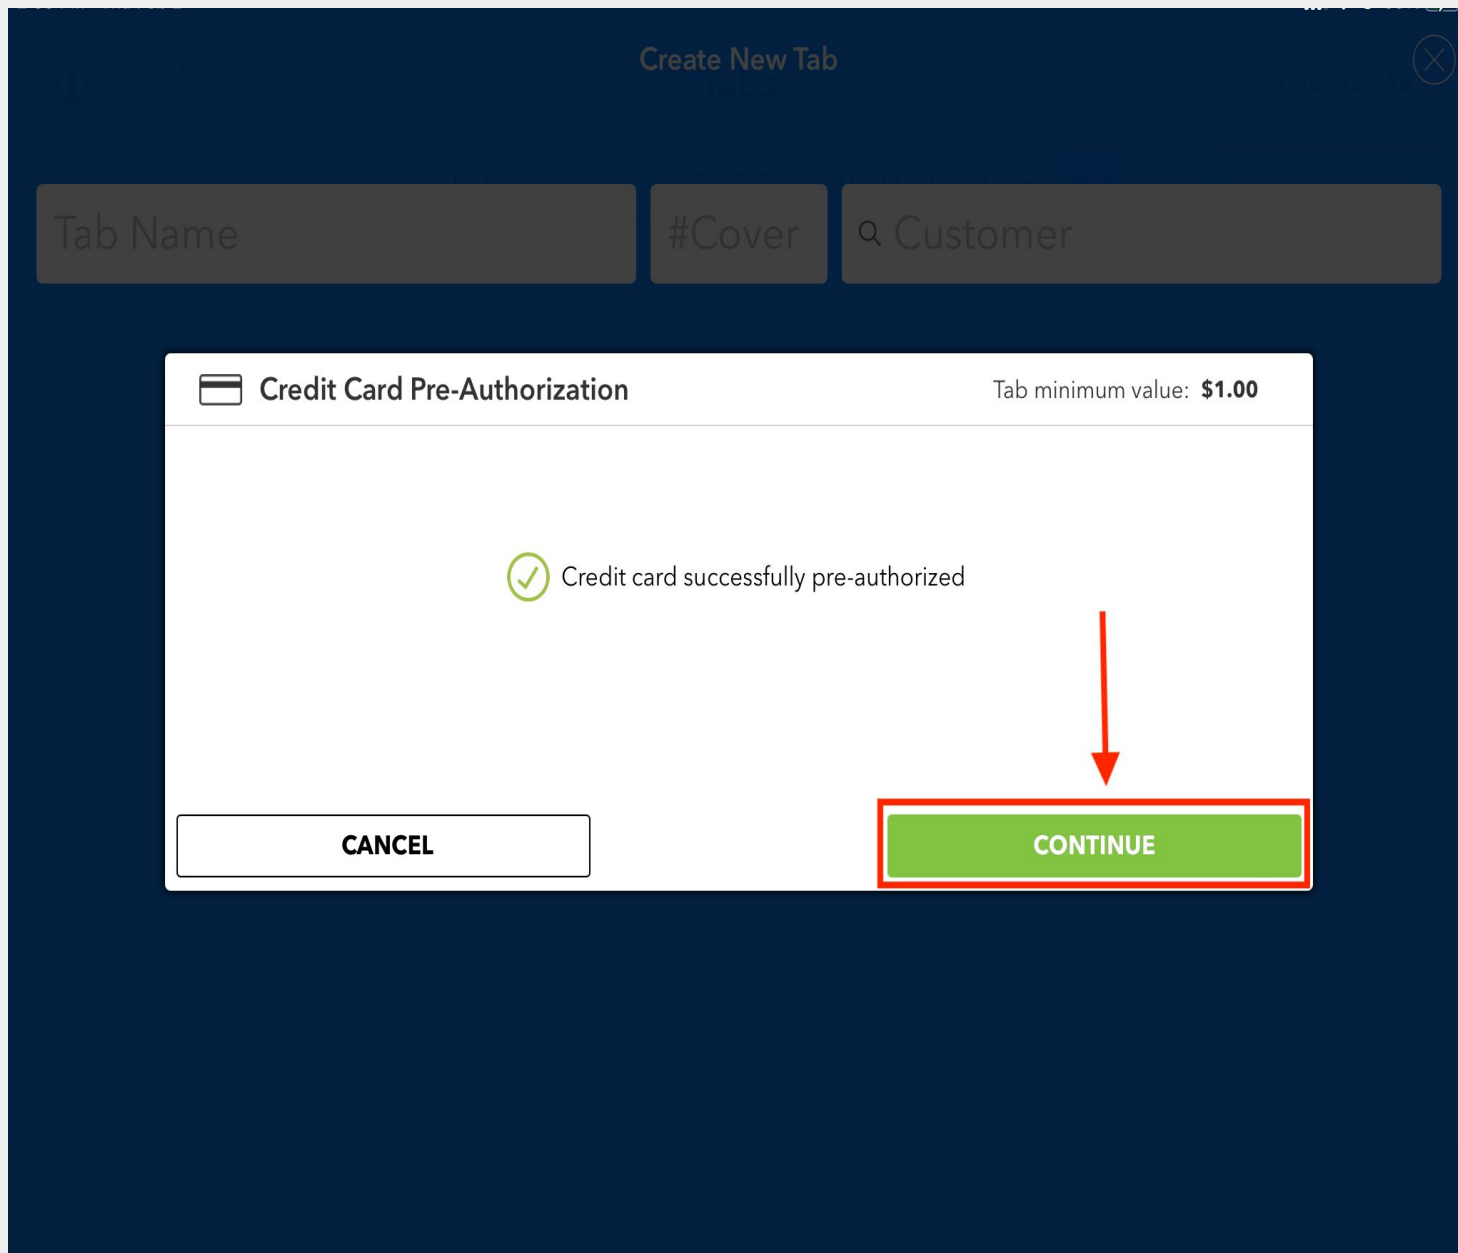 Create New Tab
Tabs
Tab Name
#Cover
Customer
Credit Card Pre-Authorization
Tab minimum value: $1.00
Credit card successfully pre-authorized
CANCEL
CONTINUE